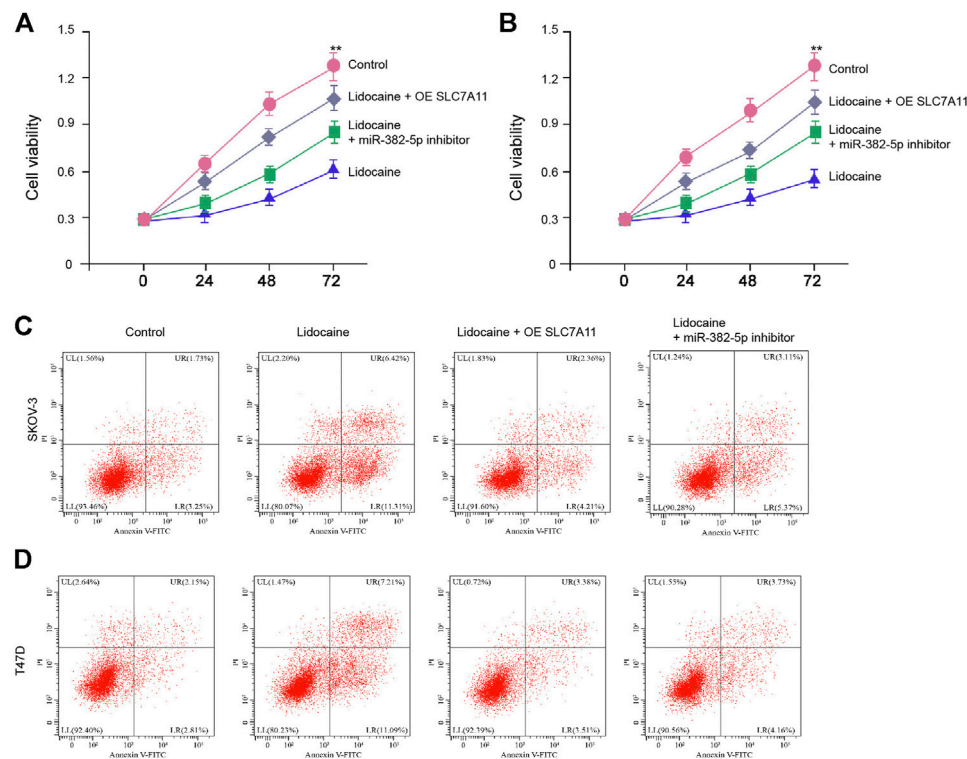 A
1.5
1.2
0.9
0.6
0.3
0
Cell viability
**
Control
Lidocaine + OE SLC7A11
Lidocaine
+ miR-382-5p inhibitor
Lidocaine
0 24 48 72
B
1.5
1.2
0.9
0.6
0.3
0
Cell viability
**
Control
Lidocaine + OE SLC7A11
Lidocaine
+ miR-382-5p inhibitor
Lidocaine
0 24 48 72
C
Control
Lidocaine
Lidocaine + OE SLC7A11
Lidocaine
+ miR-382-5p inhibitor
SKOV-3
UL(1.56%) UR(1.73%)
PI
LL(93.46%) LR(3.25%)
Annexin V-FITC
UL(2.20%) UR(6.42%)
PI
LL(80.07%) LR(11.31%)
Annexin V-FITC
UL(1.83%) UR(2.36%)
PI
LL(91.60%) LR(4.21%)
Annexin V-FITC
UL(1.24%) UR(3.11%)
PI
LL(90.28%) LR(5.37%)
Annexin V-FITC
D
T47D
UL(2.64%) UR(2.15%)
PI
LL(92.40%) LR(2.81%)
Annexin V-FITC
UL(1.47%) UR(7.21%)
PI
LL(80.23%) LR(11.09%)
Annexin V-FITC
UL(0.72%) UR(3.38%)
PI
LL(92.39%) LR(3.51%)
Annexin V-FITC
UL(1.55%) UR(3.73%)
PI
LL(90.56%) LR(4.16%)
Annexin V-FITC